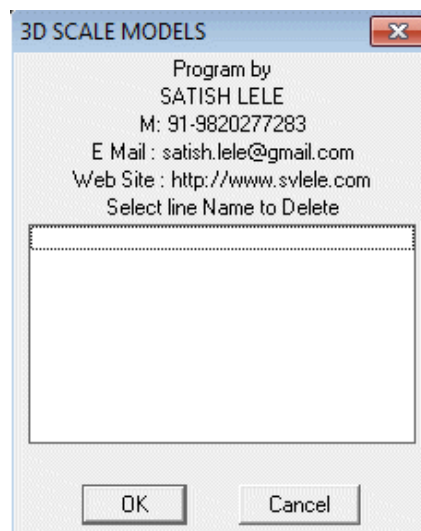 3D SCALE MODELS
Program by
SATISH LELE
M: 91-9820277283
E Mail : satish.lele@gmail.com
Web Site : http://www.svlele.com
Select line Name to Delete
OK
Cancel